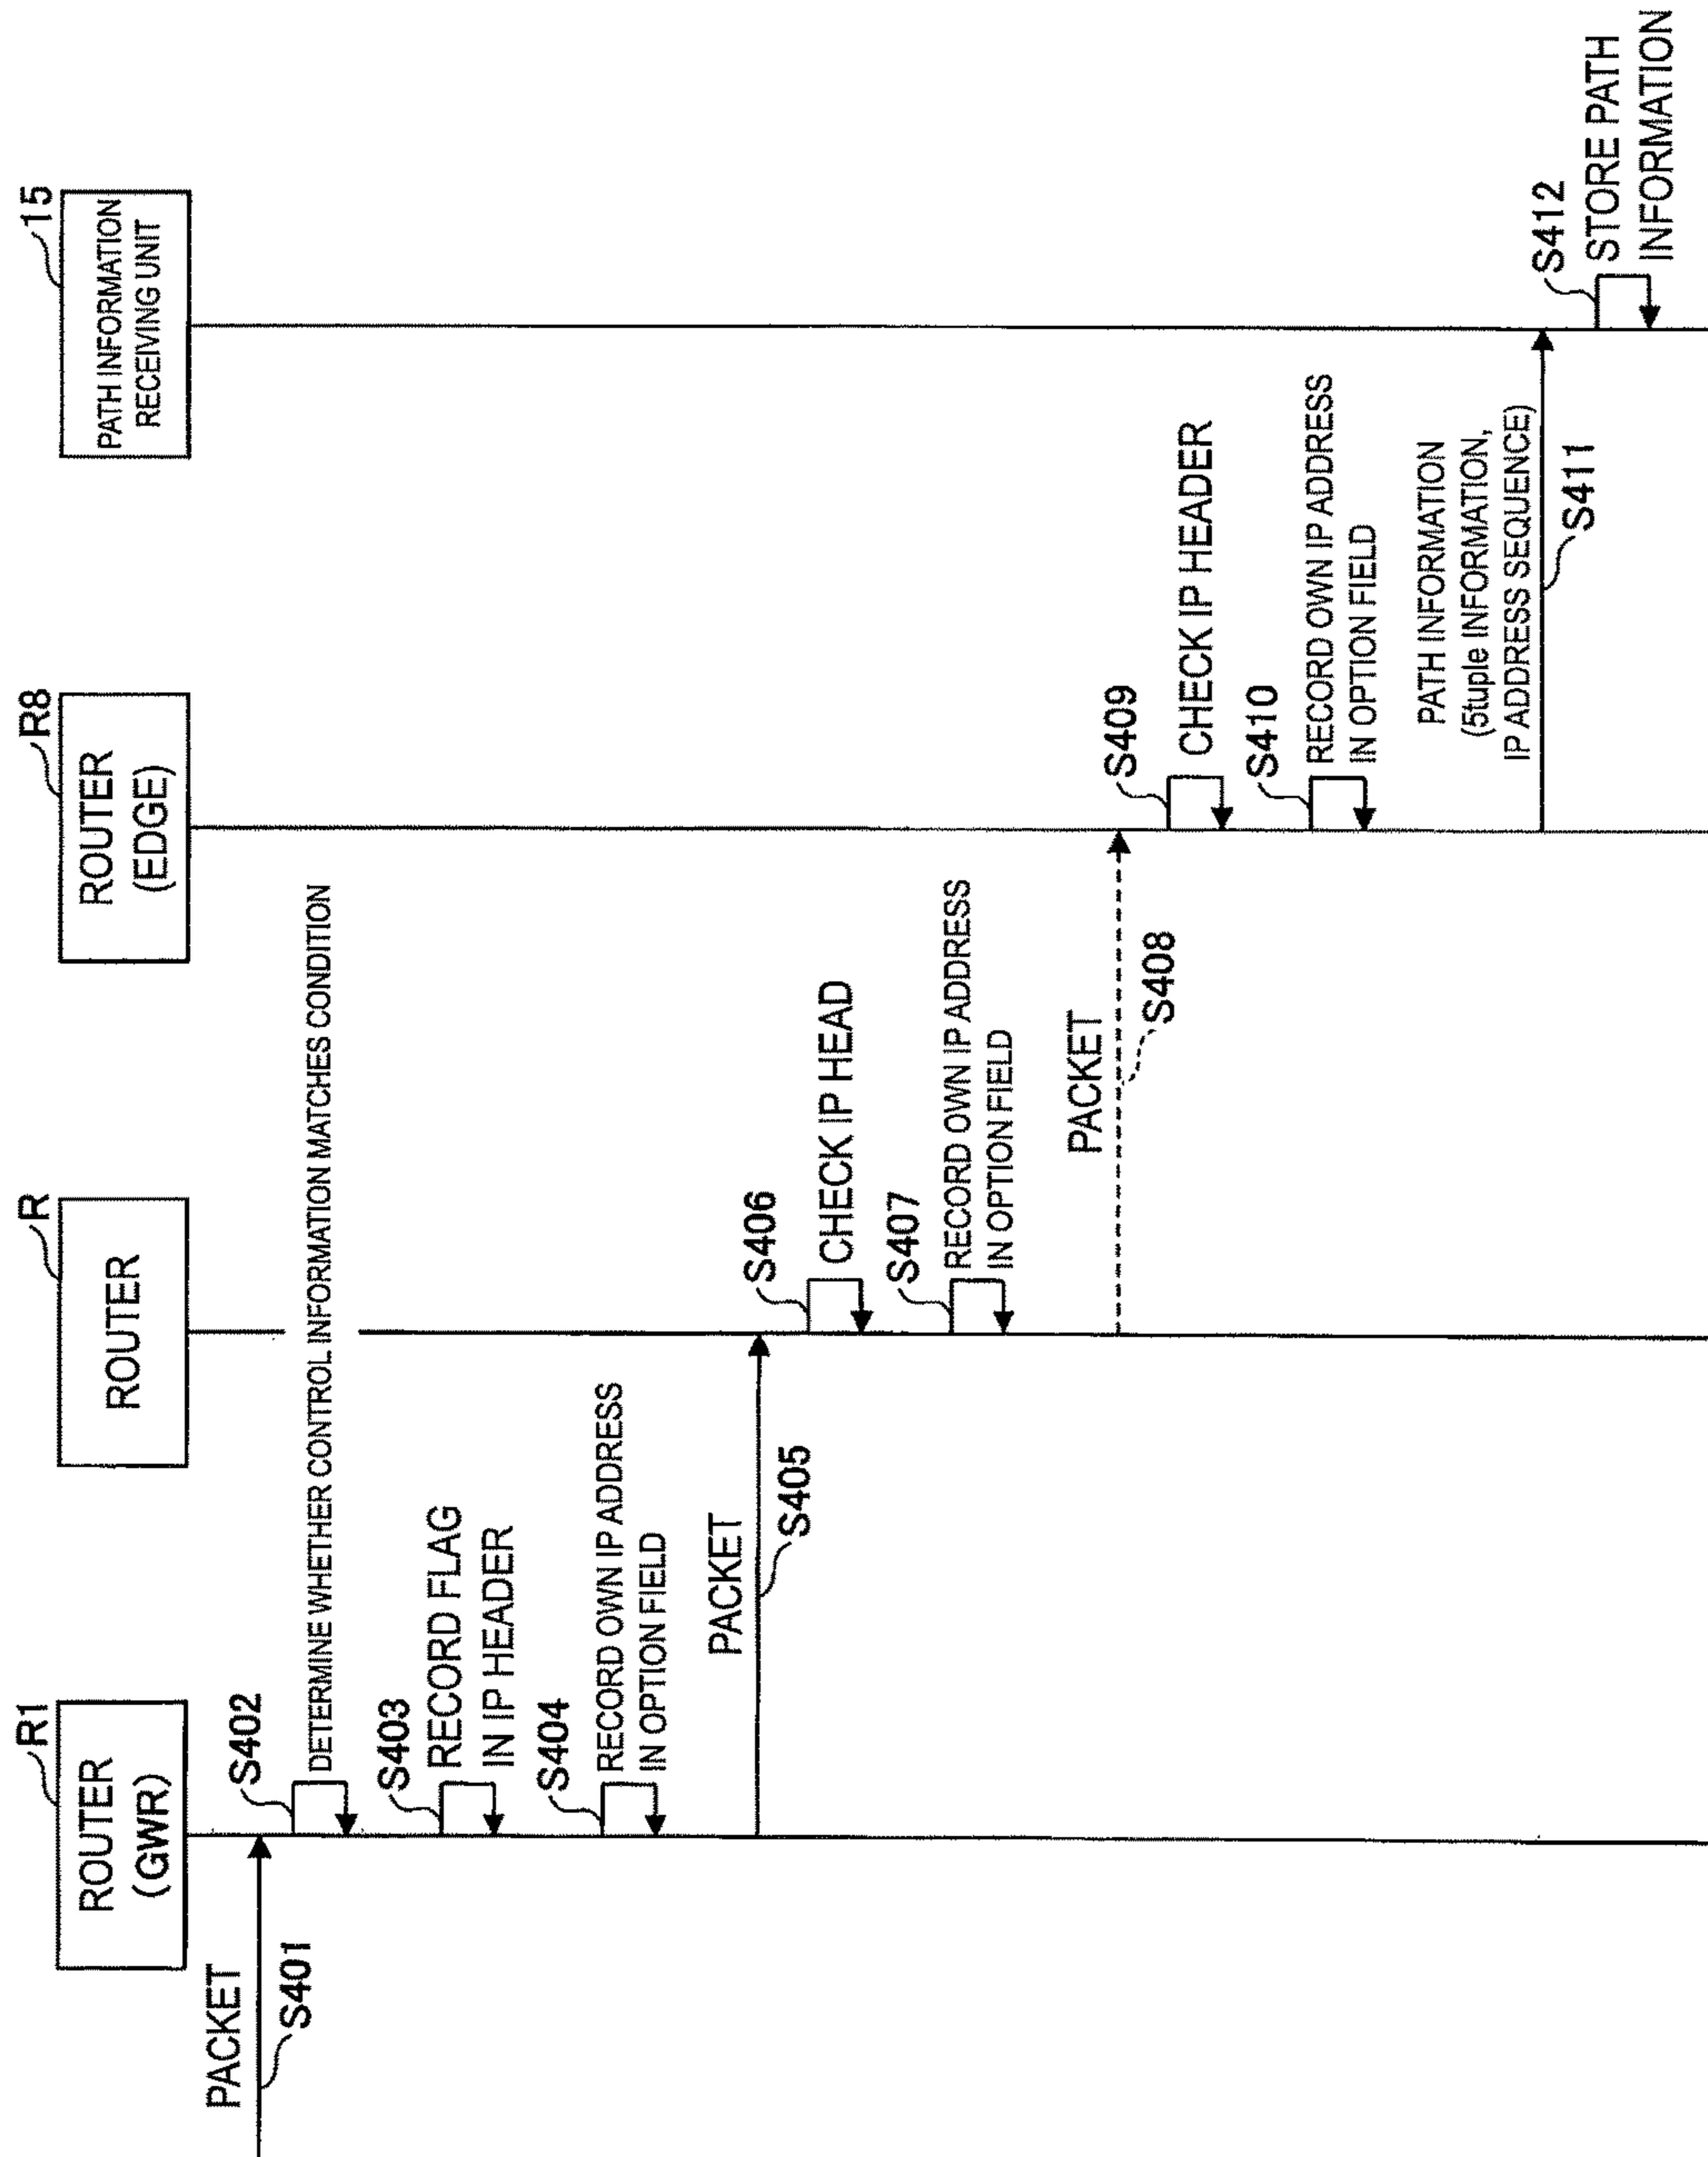 R1
ROUTER
(GWR)
R
ROUTER
R8
ROUTER
(EDGE)
15
PATH INFORMATION
RECEIVING UNIT
PACKET
S401
S402
DETERMINE WHETHER CONTROL INFORMATION MATCHES CONDITION
S403
RECORD FLAG
IN IP HEADER
S404
RECORD OWN IP ADDRESS
IN OPTION FIELD
PACKET
S405
S406
CHECK IP HEAD
S407
RECORD OWN IP ADDRESS
IN OPTION FIELD
PACKET
S408
S409
CHECK IP HEADER
S410
RECORD OWN IP ADDRESS
IN OPTION FIELD
PATH INFORMATION
(5tuple INFORMATION,
IP ADDRESS SEQUENCE)
S411
S412
STORE PATH
INFORMATION